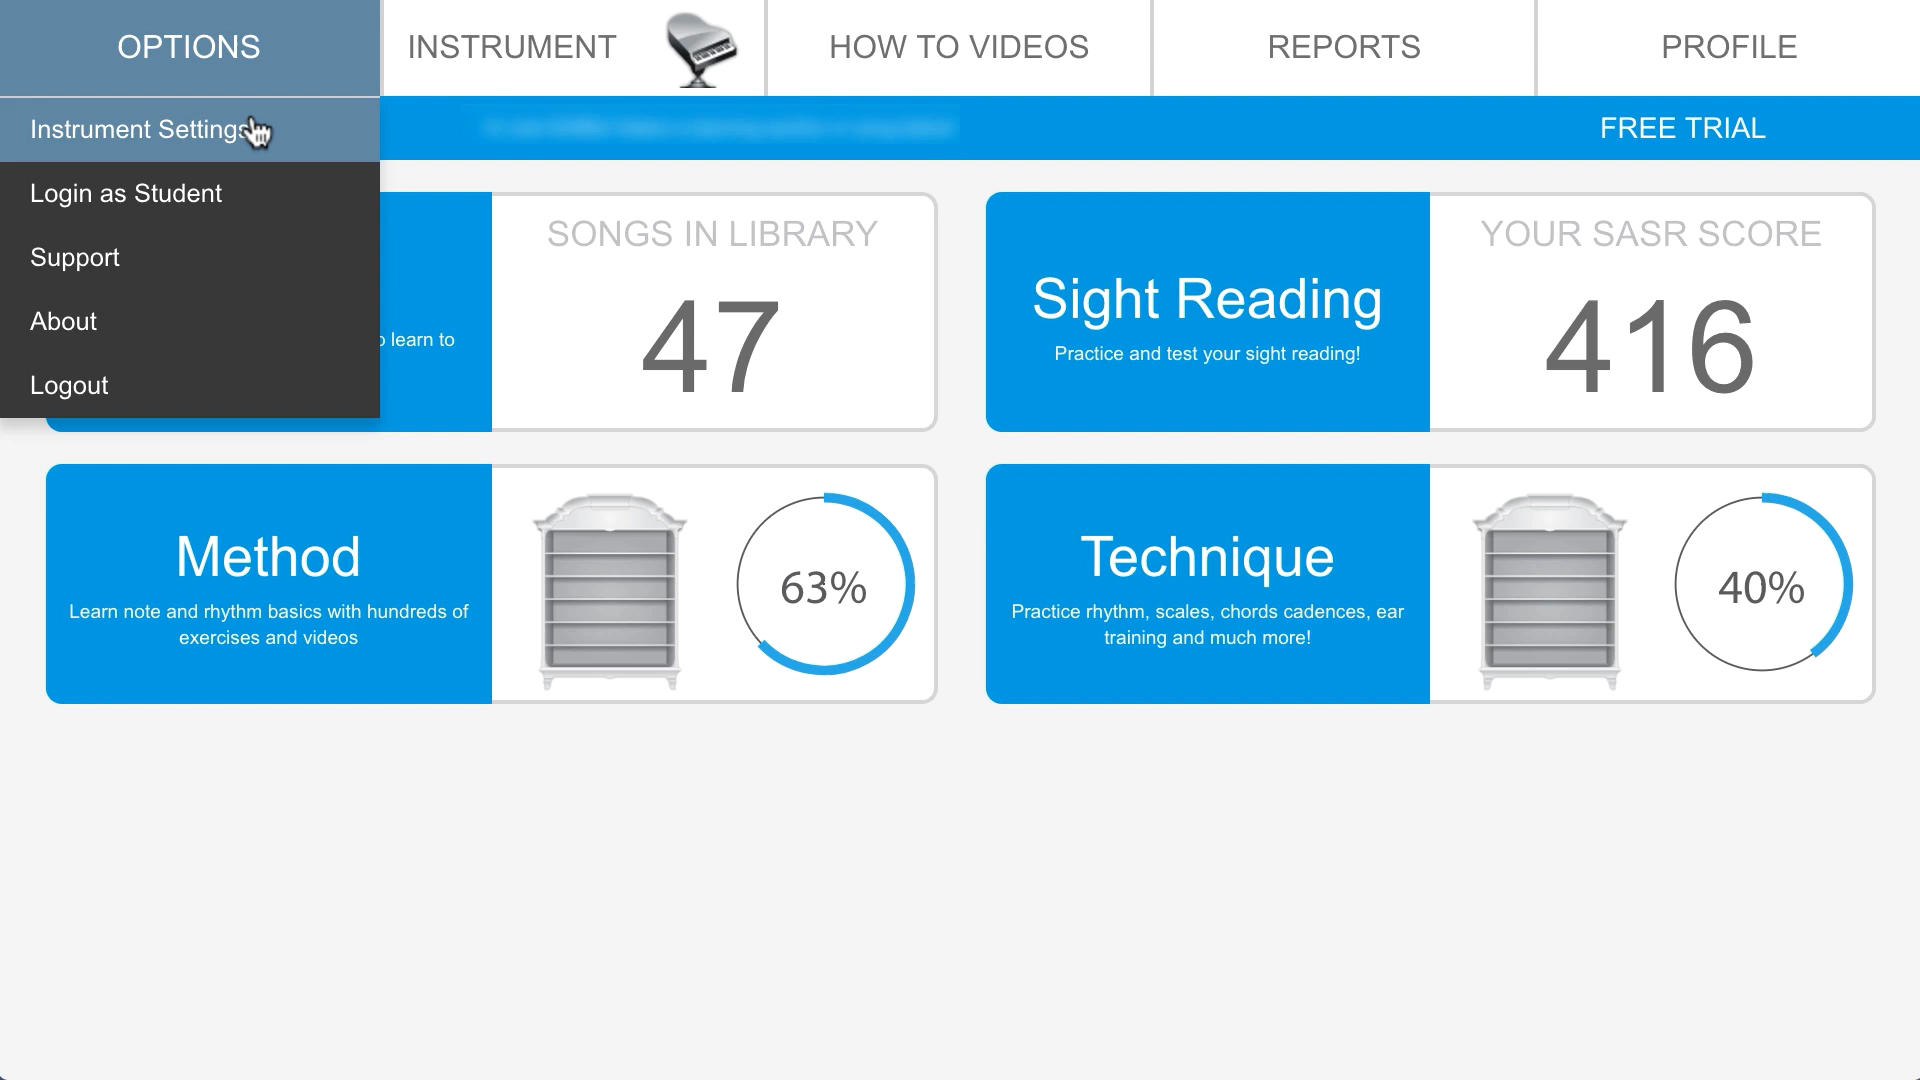 OPTIONS
INSTRUMENT
HOW TO VIDEOS
REPORTS
PROFILE
Instrument Settings
FREE TRIAL
Login as Student
Support
About
Logout
learn to
SONGS IN LIBRARY
47
Sight Reading
Practice and test your sight reading!
YOUR SASR SCORE
416
Method
Learn note and rhythm basics with hundreds of
exercises and videos
63%
Technique
Practice rhythm, scales, chords cadences, ear
training and much more!
40%